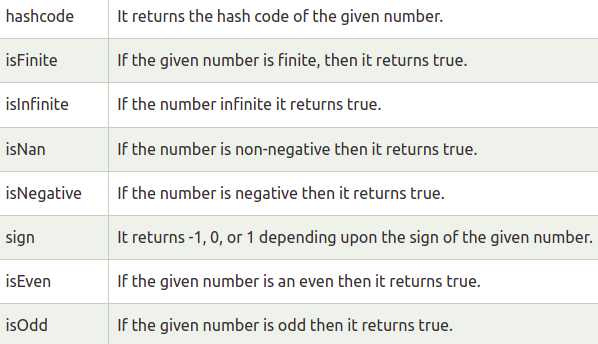 hashcode It returns the hash code of the given number.
isFinite If the given number is finite, then it returns true.
isInfinite If the number infinite it returns true.
isNan If the number is non-negative then it returns true.
isNegative If the number is negative then it returns true.
sign It returns -1, 0, or 1 depending upon the sign of the given number.
isEven If the given number is an even then it returns true.
isOdd If the given number is odd then it returns true.